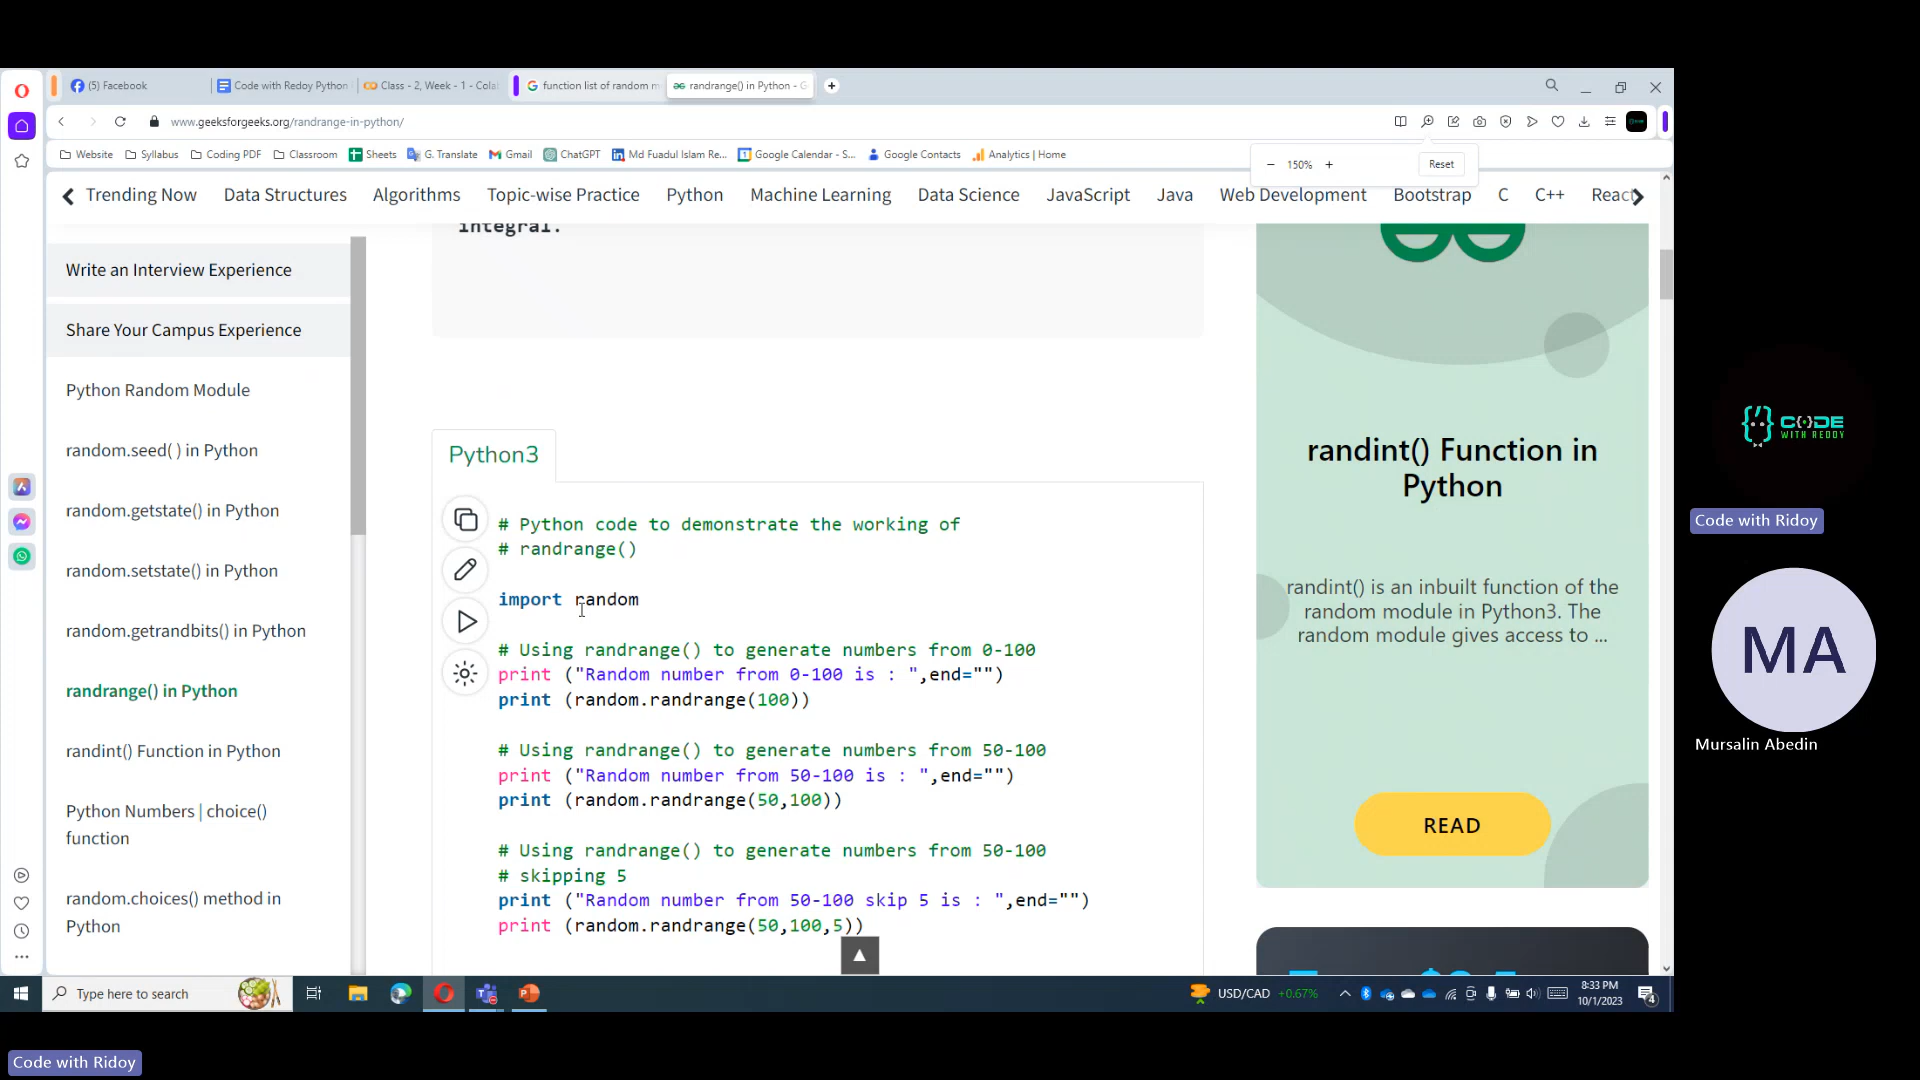 (5) Facebook
Code with Redoy Python
Class - 2, Week - 1 - Cola
function list of random m
randrange() in Python - G
www.geeksforgeeks.org/randrange-in-python/
Website
Syllabus
Coding PDF
Classroom
Sheets
G. Translate
Gmail
ChatGPT
Md Fuadul Islam Re...
Google Calendar - S...
Google Contacts
Analytics | Home
− 150% + Reset
Trending Now
Data Structures
Algorithms
Topic-wise Practice
Python
Machine Learning
Data Science
JavaScript
Java
Web Development
Bootstrap
C
C++
React
Write an Interview Experience
Share Your Campus Experience
Python Random Module
random.seed( ) in Python
random.getstate() in Python
random.setstate() in Python
random.getrandbits() in Python
randrange() in Python
randint() Function in Python
Python Numbers | choice()
function
random.choices() method in
Python
integral.
Python3
# Python code to demonstrate the working of
# randrange()
import random
# Using randrange() to generate numbers from 0-100
print ("Random number from 0-100 is : ",end="")
print (random.randrange(100))
# Using randrange() to generate numbers from 50-100
print ("Random number from 50-100 is : ",end="")
print (random.randrange(50,100))
# Using randrange() to generate numbers from 50-100
# skipping 5
print ("Random number from 50-100 skip 5 is : ",end="")
print (random.randrange(50,100,5))
randint() Function in
Python
randint() is an inbuilt function of the
random module in Python3. The
random module gives access to ...
READ
CODE
WITH REDOY
Code with Ridoy
MA
Mursalin Abedin
Type here to search
USD/CAD +0.67%
8:33 PM
10/1/2023
4
Code with Ridoy